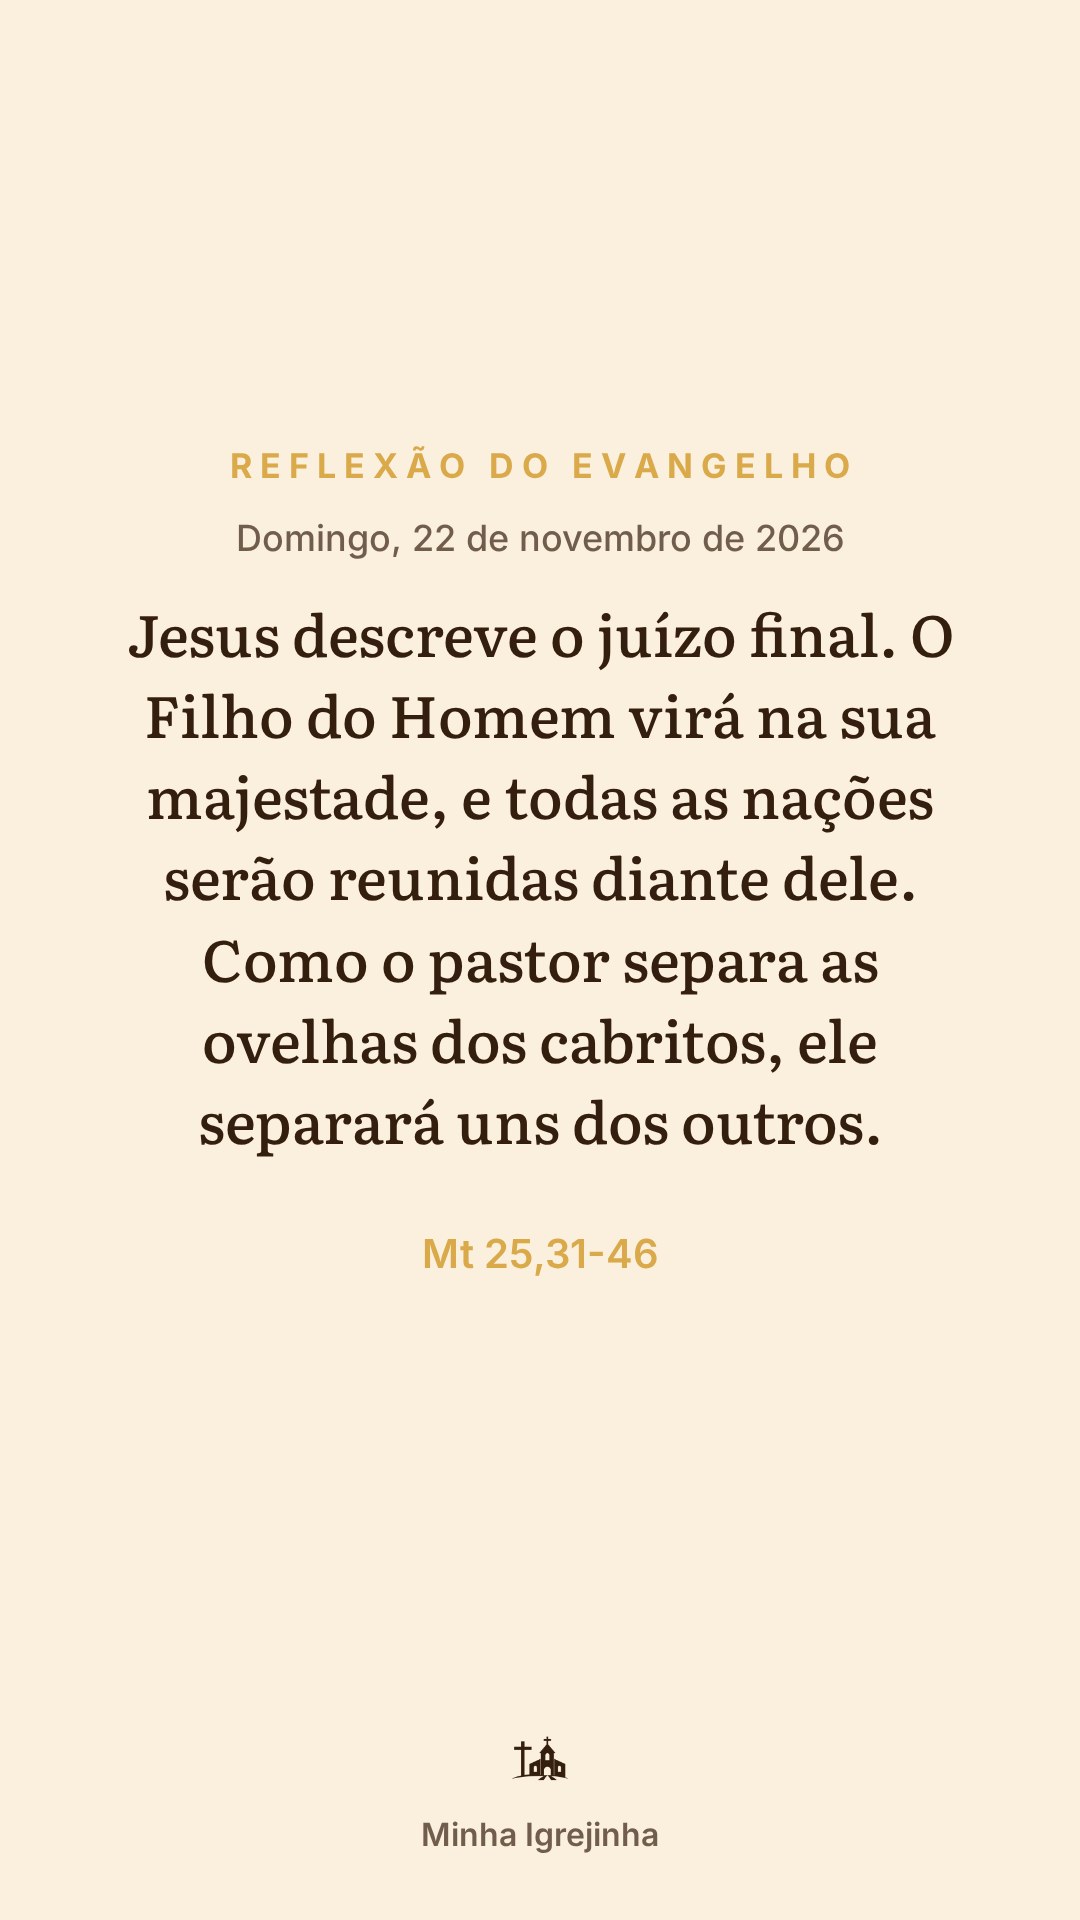 REFLEXÃO DO EVANGELHO
Domingo, 22 de novembro de 2026
Jesus descreve o juízo final. O
Filho do Homem virá na sua
majestade, e todas as nações
serão reunidas diante dele.
Como o pastor separa as
ovelhas dos cabritos, ele
separará uns dos outros.
Mt 25,31-46
Minha Igrejinha